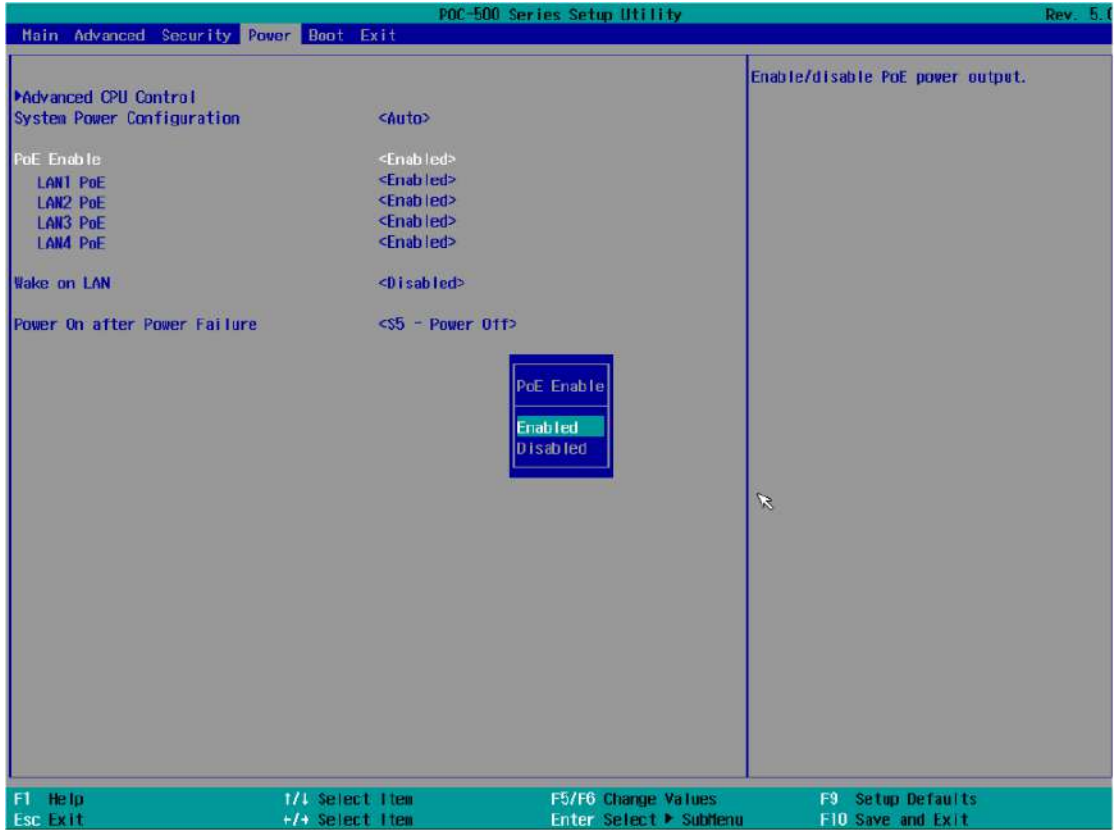 POC-500 Series Setup Utility Rev. 5.
Main Advanced Security Power Boot Exit
Enable/disable PoE power output.
▶Advanced CPU Control
System Power Configuration <Auto>
PoE Enable <Enabled>
LAN1 PoE <Enabled>
LAN2 PoE <Enabled>
LAN3 PoE <Enabled>
LAN4 PoE <Enabled>
Wake on LAN <Disabled>
Power On after Power Failure <S5 - Power Off>
PoE Enable
Enabled
Disabled
F1 Help ↑/↓ Select Item F5/F6 Change Values F9 Setup Defaults
Esc Exit ←/→ Select Item Enter Select ▶ SubMenu F10 Save and Exit